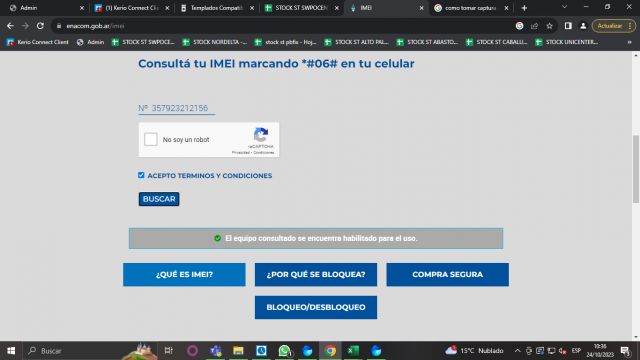 Admin
(1) Kerio Connect Client
Templados Compatib
STOCK ST SWPOCEN
IMEI
como tomar captura
enacom.gob.ar/imei
Actualizar
Kerio Connect Client
Admin
STOCK ST SWPOCE...
STOCK NORDELTA -...
stock st pbfix - Hoj...
STOCK ST ALTO PAL...
STOCK ST ABASTO...
STOCK ST CABALLI...
STOCK UNICENTER...
Consultá tu IMEI marcando *#06# en tu celular
Nº 357923212156
No soy un robot
reCAPTCHA
Privacidad - Condiciones
ACEPTO TERMINOS Y CONDICIONES
BUSCAR
El equipo consultado se encuentra habilitado para el uso.
¿QUÉ ES IMEI?
¿POR QUÉ SE BLOQUEA?
COMPRA SEGURA
BLOQUEO/DESBLOQUEO
Buscar
15°C Nublado
ESP
10:36
24/10/2023